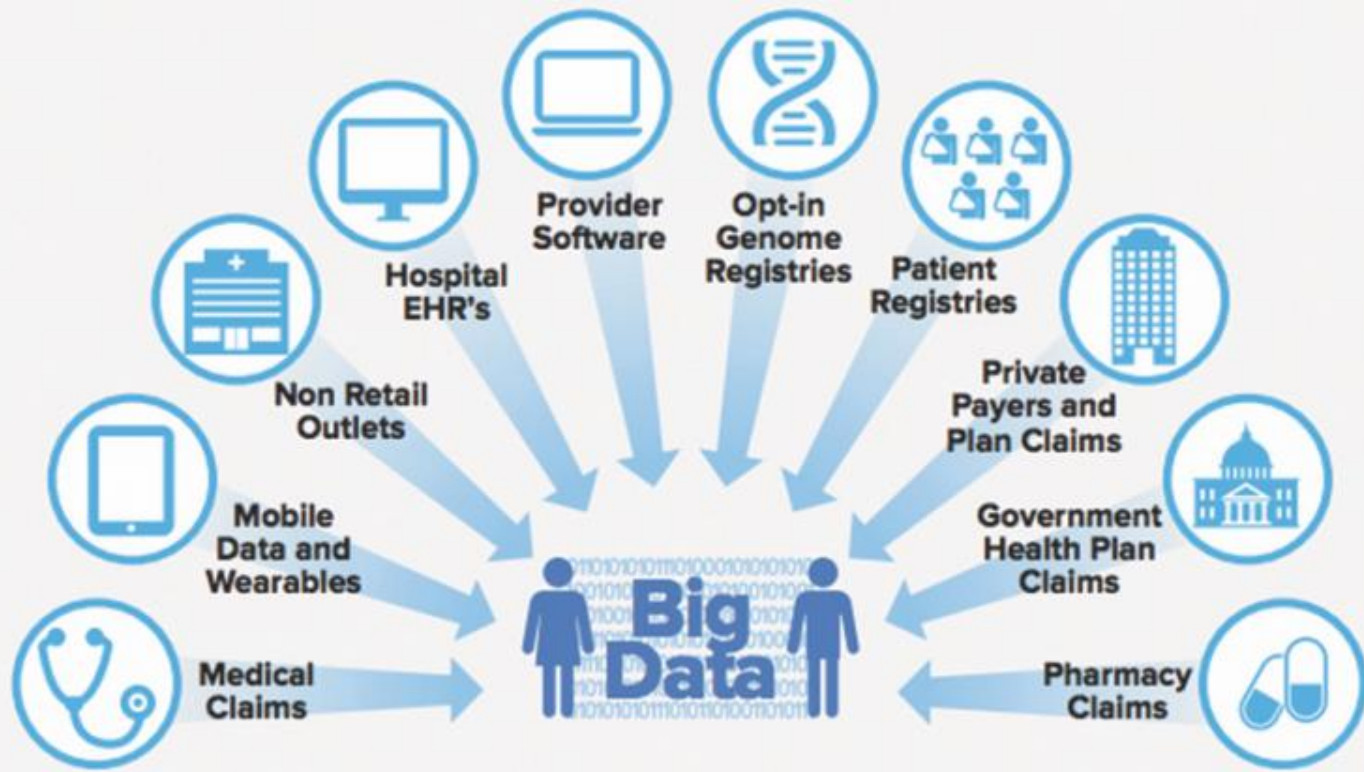 Provider
Software
Opt-in
Genome
Registries
Hospital
EHR's
Patient
Registries
Non Retail
Outlets
Private
Payers and
Plan Claims
Mobile
Data and
Wearables
Government
Health Plan
Claims
Medical
Claims
Big
Data
Pharmacy
Claims